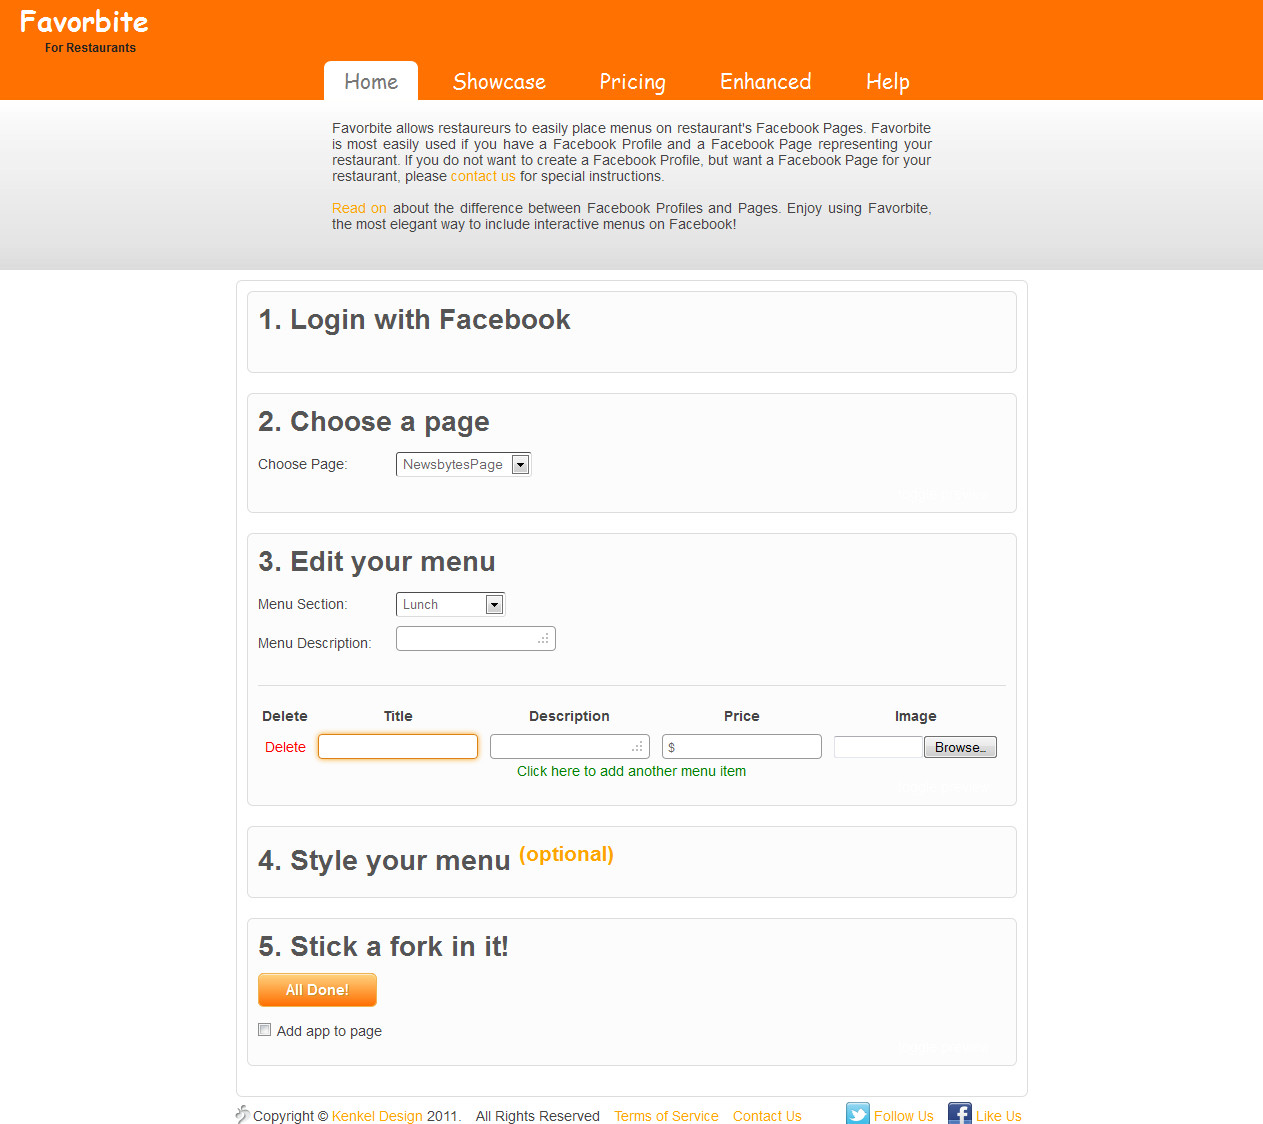 Favorbite
For Restaurants
Home Showcase Pricing Enhanced Help
Favorbite allows restaureurs to easily place menus on restaurant's Facebook Pages. Favorbite
is most easily used if you have a Facebook Profile and a Facebook Page representing your
restaurant. If you do not want to create a Facebook Profile, but want a Facebook Page for your
restaurant, please contact us for special instructions.
Read on about the difference between Facebook Profiles and Pages. Enjoy using Favorbite,
the most elegant way to include interactive menus on Facebook!
1. Login with Facebook
2. Choose a page
Choose Page: NewsbytesPage
3. Edit your menu
Menu Section: Lunch
Menu Description:
Delete Title Description Price Image
Delete $ Browse...
Click here to add another menu item
4. Style your menu (optional)
5. Stick a fork in it!
All Done!
Add app to page
Copyright © Kenkel Design 2011. All Rights Reserved Terms of Service Contact Us Follow Us Like Us